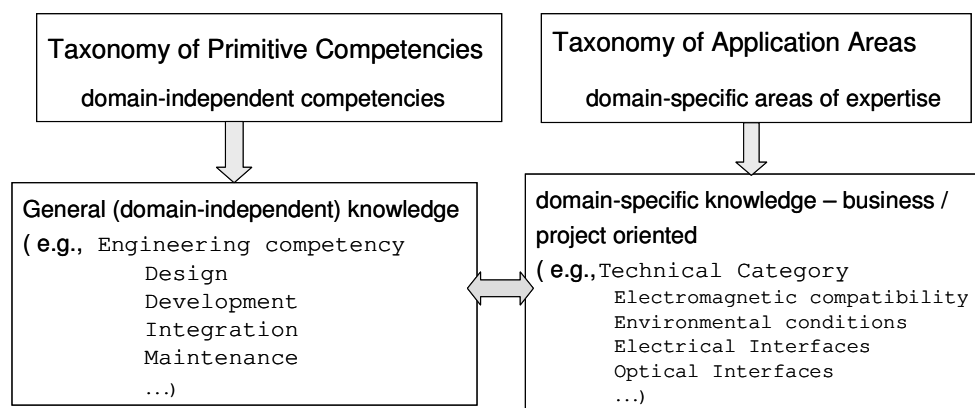 Taxonomy of Primitive Competencies
domain-independent competencies
Taxonomy of Application Areas
domain-specific areas of expertise
General (domain-independent) knowledge
( e.g., Engineering competency
Design
Development
Integration
Maintenance
...)
domain-specific knowledge – business /
project oriented
( e.g., Technical Category
Electromagnetic compatibility
Environmental conditions
Electrical Interfaces
Optical Interfaces
...)